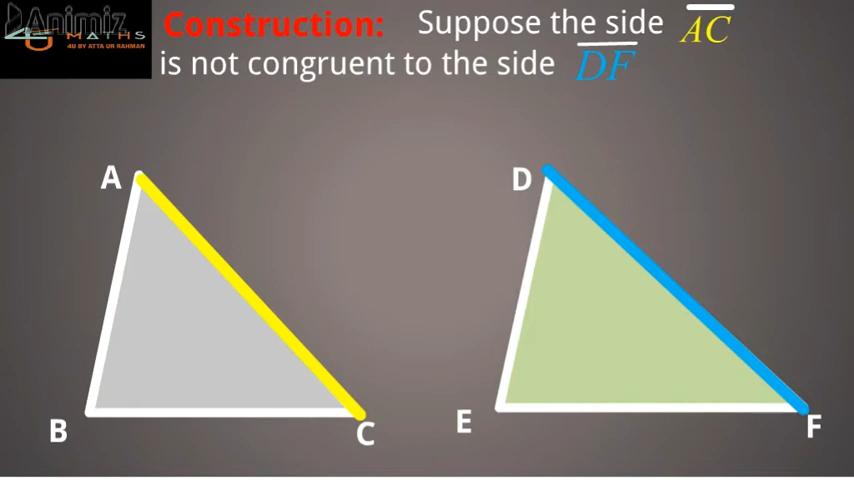 Animiz
MATHS
4U
4U BY ATTA UR RAHMAN
Construction: Suppose the side AC
is not congruent to the side DF
A
D
B
C
E
F